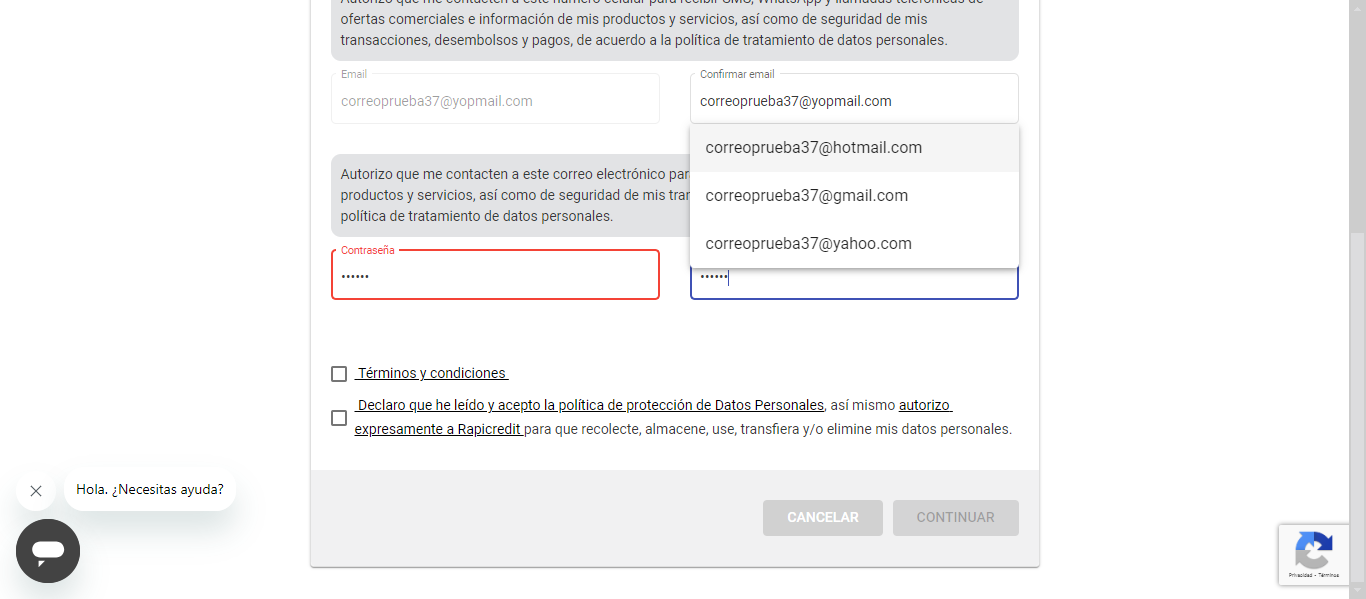 Autorizo que me contacten a este número celular para recibir SMS, WhatsApp y llamadas telefónicas de
ofertas comerciales e información de mis productos y servicios, así como de seguridad de mis
transacciones, desembolsos y pagos, de acuerdo a la política de tratamiento de datos personales.
Email
correoprueba37@yopmail.com
Confirmar email
correoprueba37@yopmail.com
correoprueba37@hotmail.com
correoprueba37@gmail.com
correoprueba37@yahoo.com
Autorizo que me contacten a este correo electrónico par
productos y servicios, así como de seguridad de mis tran
política de tratamiento de datos personales.
Contraseña
••••••
••••••
Términos y condiciones
Declaro que he leído y acepto la política de protección de Datos Personales, así mismo autorizo
expresamente a Rapicredit para que recolecte, almacene, use, transfiera y/o elimine mis datos personales.
Hola. ¿Necesitas ayuda?
CANCELAR
CONTINUAR
Privacidad - Términos